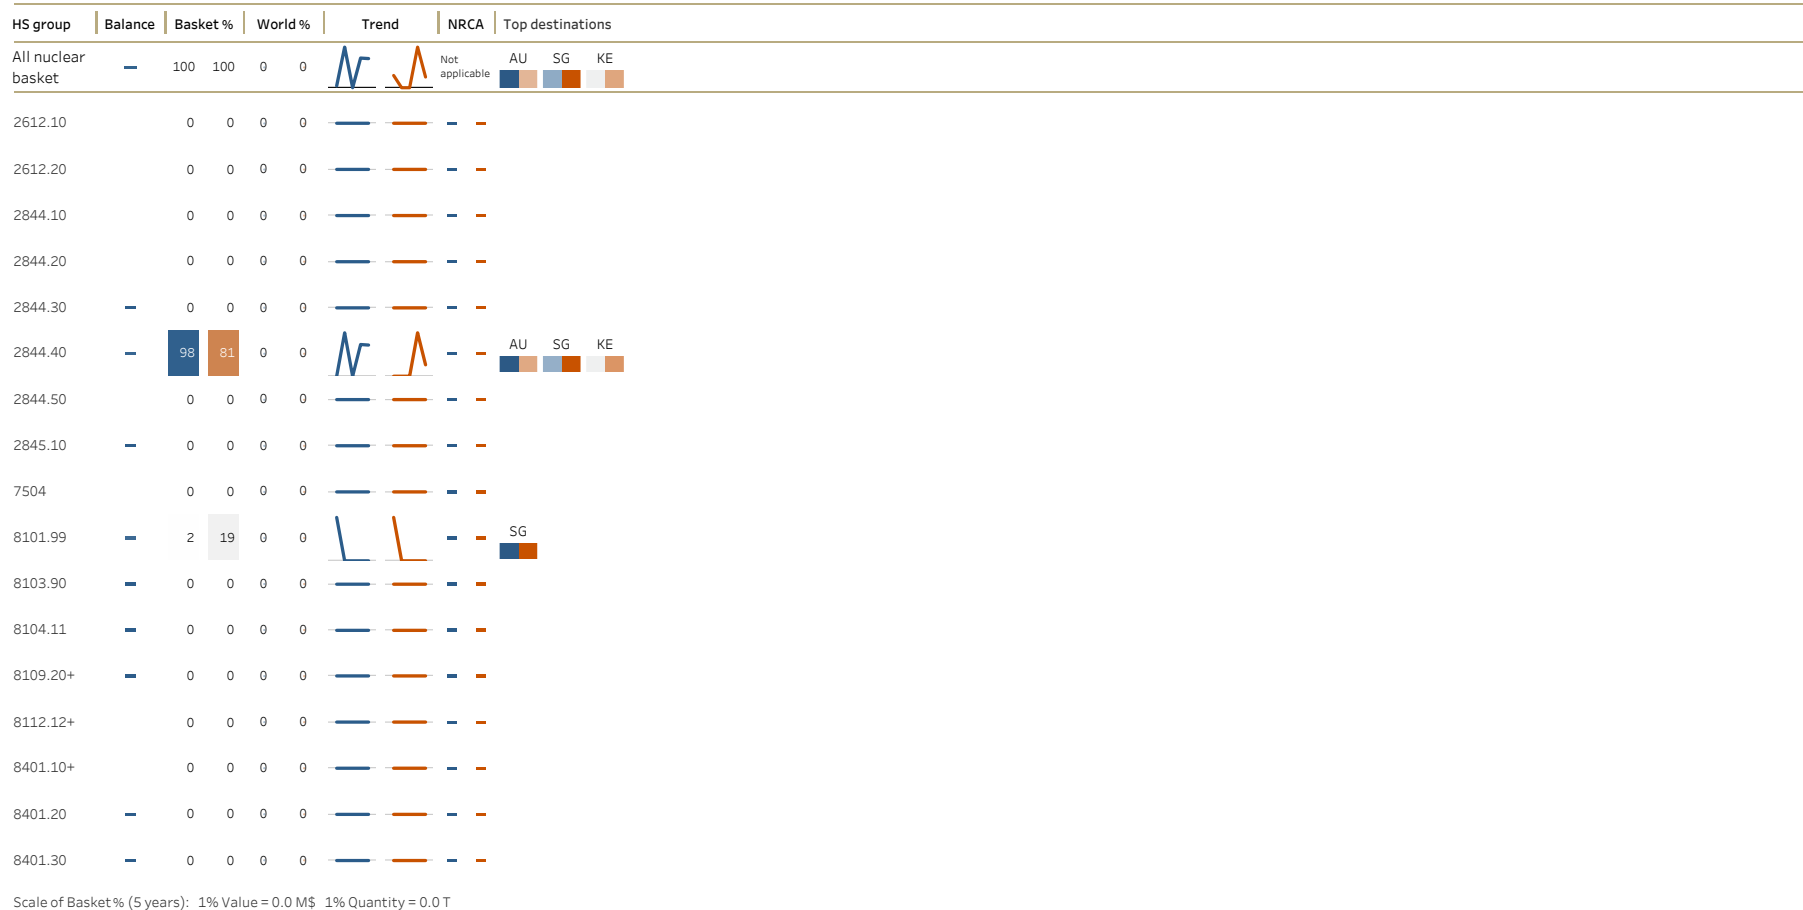 HS group Balance Basket % World % Trend NRCA Top destinations
All nuclear basket 100 100 0 0 Not applicable AU SG KE
2612.10 0 0 0 0
2612.20 0 0 0 0
2844.10 0 0 0 0
2844.20 0 0 0 0
2844.30 0 0 0 0
2844.40 98 81 0 0 AU SG KE
2844.50 0 0 0 0
2845.10 0 0 0 0
7504 0 0 0 0
8101.99 2 19 0 0 SG
8103.90 0 0 0 0
8104.11 0 0 0 0
8109.20+ 0 0 0 0
8112.12+ 0 0 0 0
8401.10+ 0 0 0 0
8401.20 0 0 0 0
8401.30 0 0 0 0
Scale of Basket% (5 years): 1% Value = 0.0 M$ 1% Quantity = 0.0 T